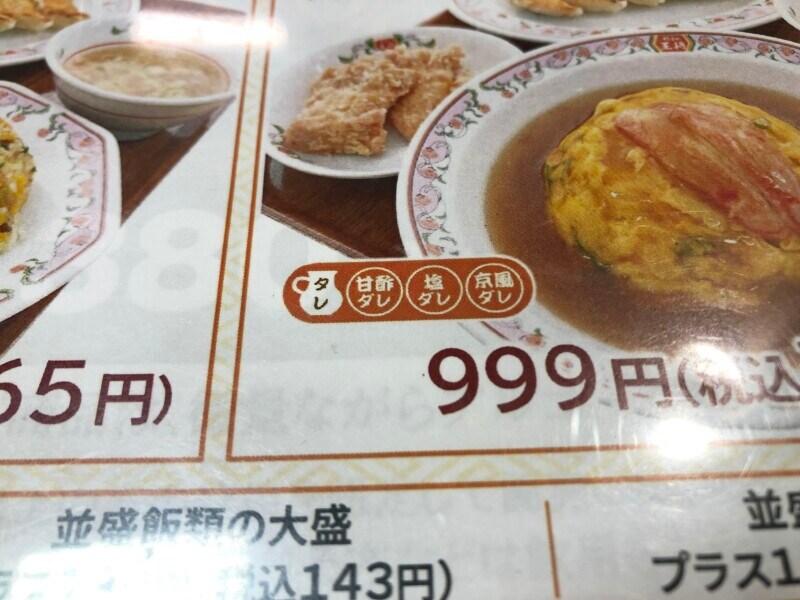 王将
タレ
甘酢ダレ
塩ダレ
京風ダレ
65円)
999円(税込
並盛飯類の大盛
税込143円)
並
プラス1